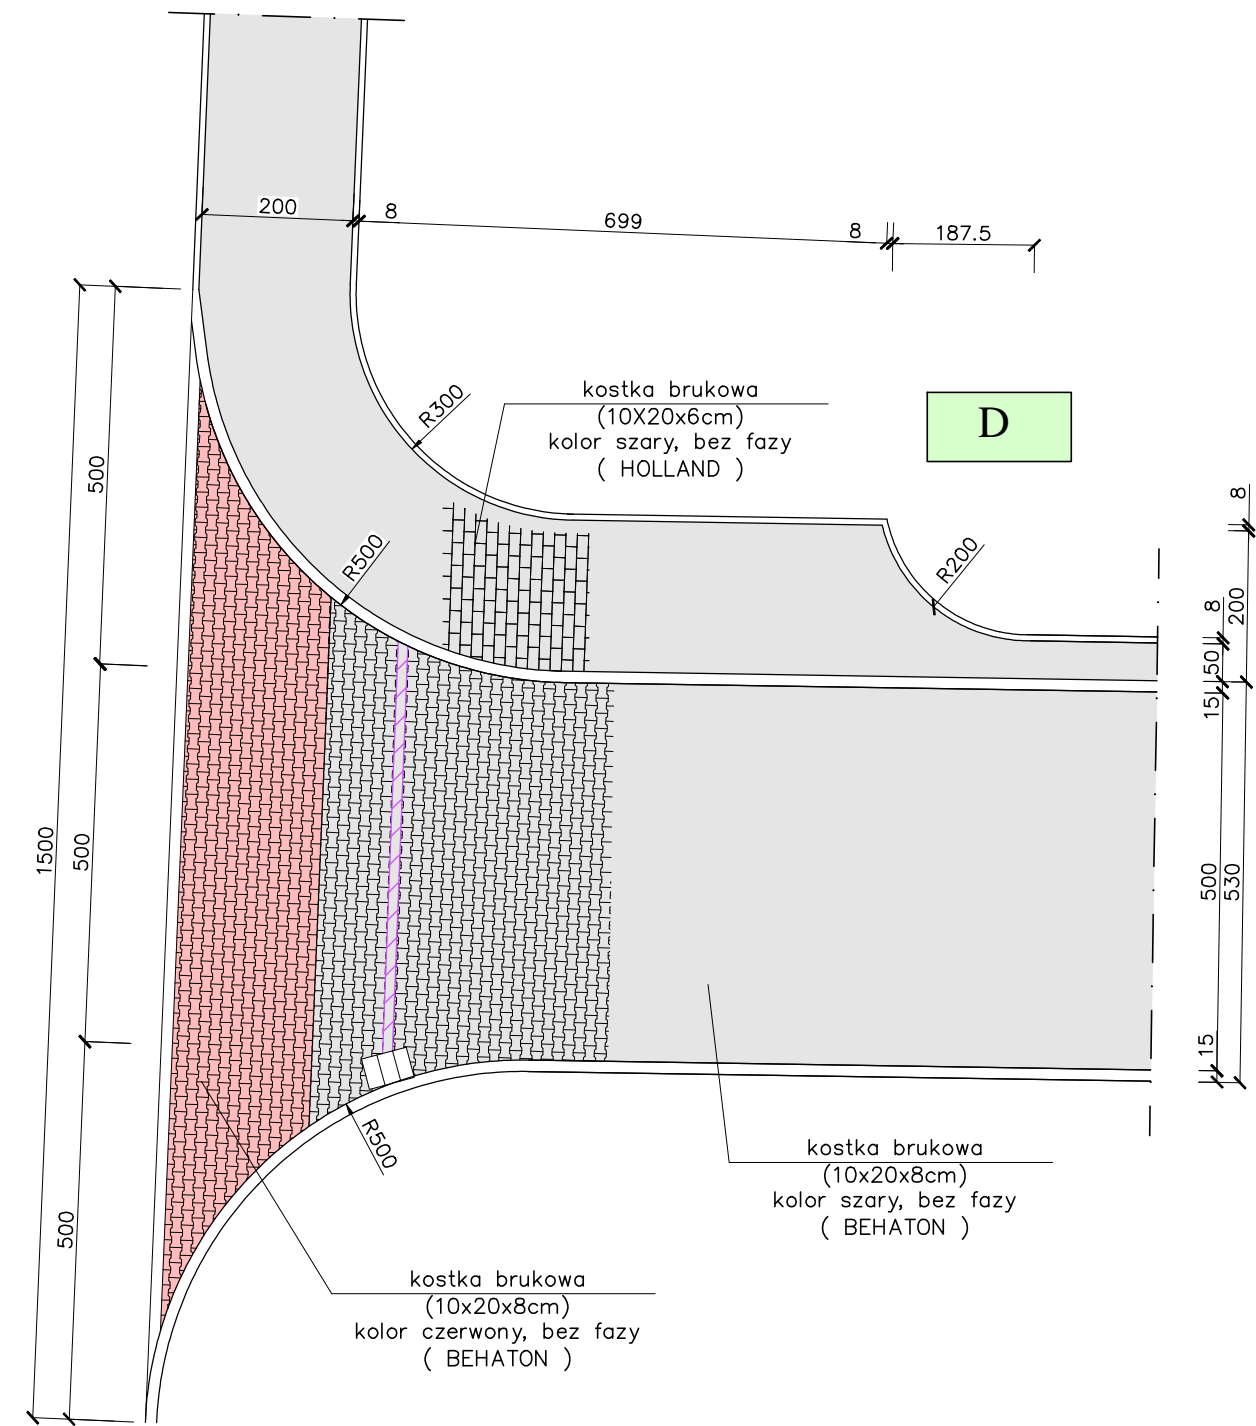 200
8
699
8
187.5
kostka brukowa
(10X20x6cm)
kolor szary, bez fazy
( HOLLAND )
D
R300
R500
R200
8
200
8
50
15
500
530
15
500
1500
500
500
R500
kostka brukowa
(10x20x8cm)
kolor szary, bez fazy
( BEHATON )
kostka brukowa
(10x20x8cm)
kolor czerwony, bez fazy
( BEHATON )